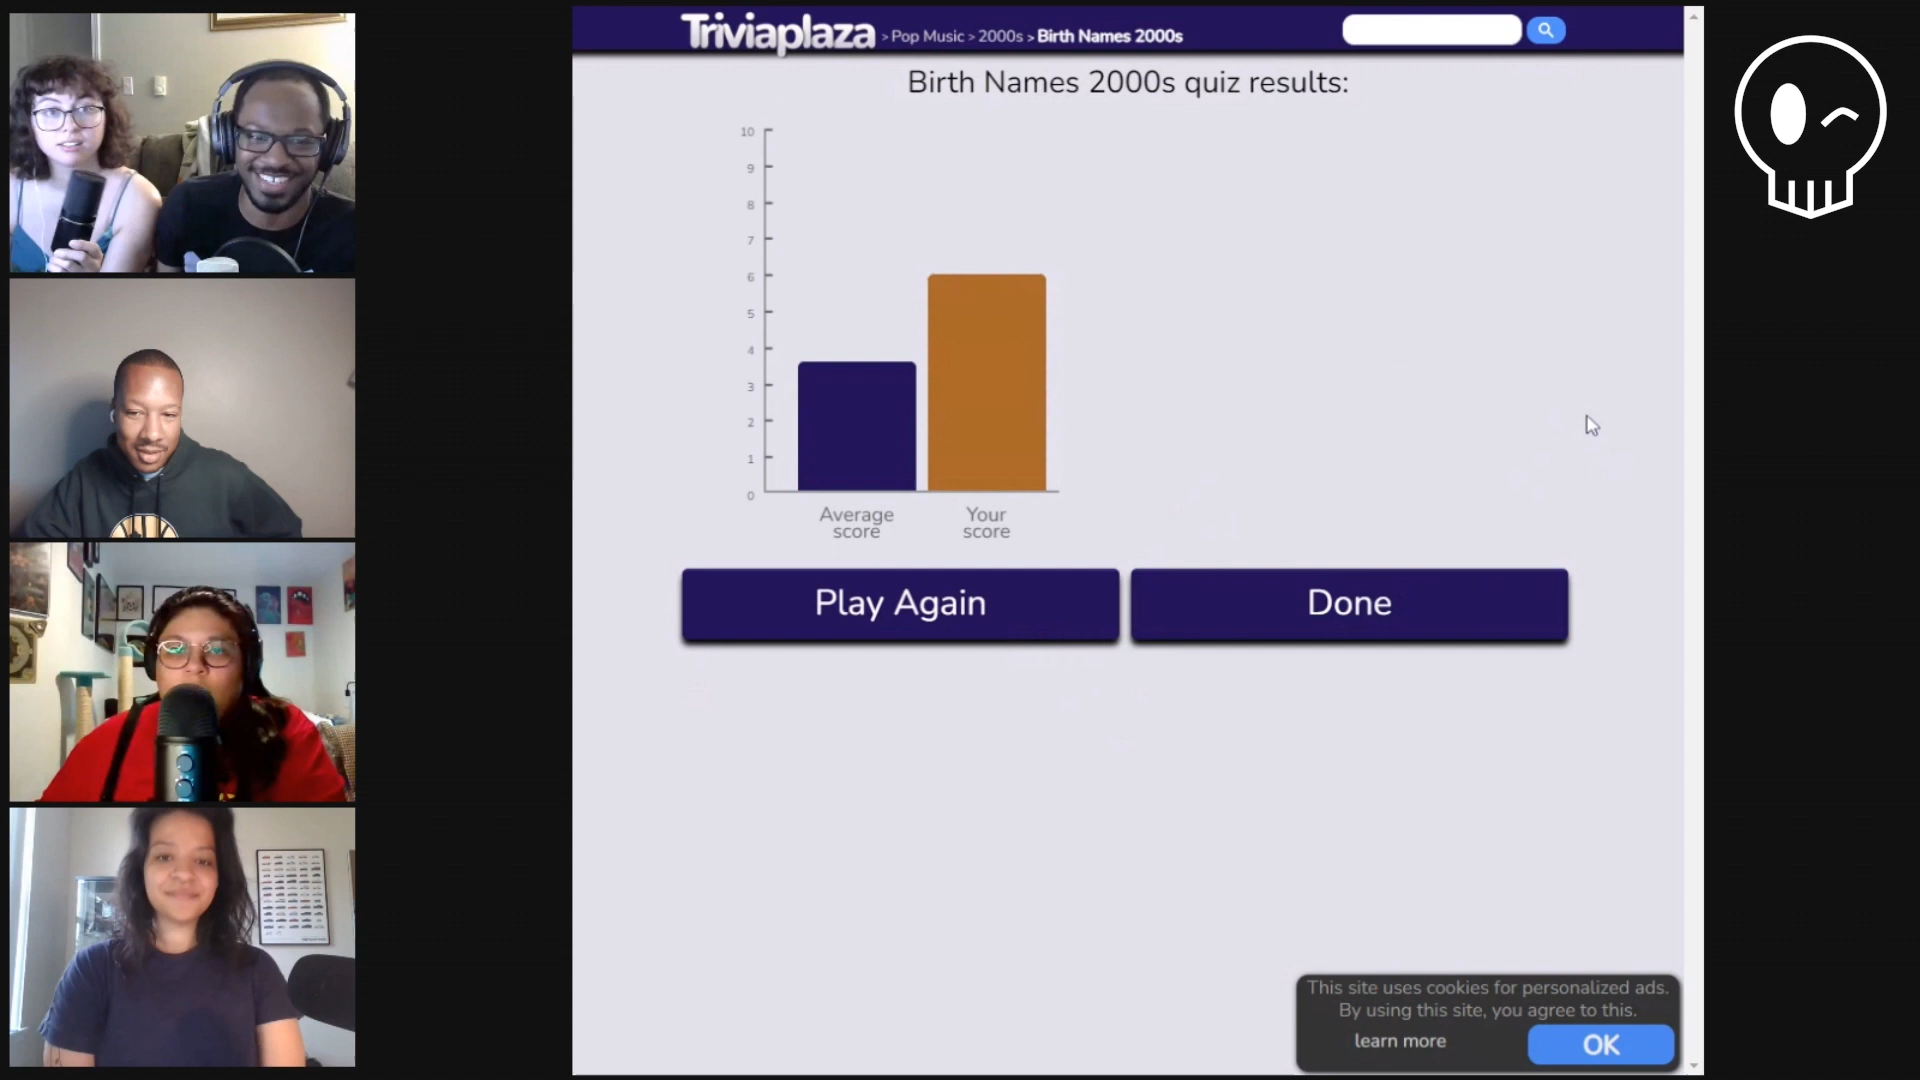 Triviaplaza > Pop Music > 2000s > Birth Names 2000s
Birth Names 2000s quiz results:
10
9
8
7
6
5
4
3
2
1
0
Average
score
Your
score
Play Again
Done
This site uses cookies for personalized ads.
By using this site, you agree to this.
learn more
OK